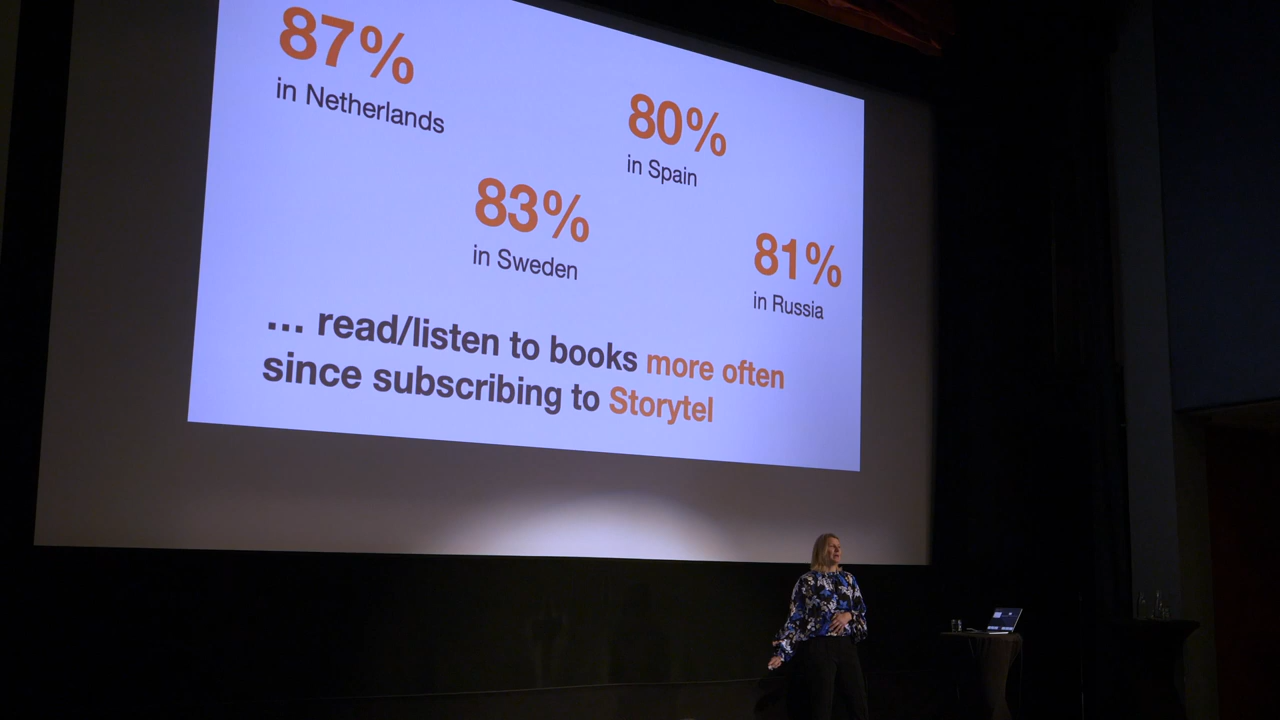 87%
in Netherlands
80%
in Spain
83%
in Sweden
81%
in Russia
... read/listen to books more often
since subscribing to Storytel